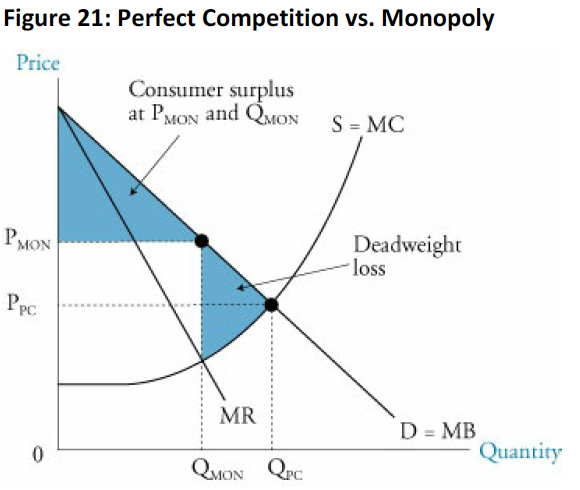 Figure 21: Perfect Competition vs. Monopoly
Price
Consumer surplus
at PMON and QMON
S = MC
PMON
Deadweight
loss
PPC
MR
D = MB
0
Quantity
QMON QPC